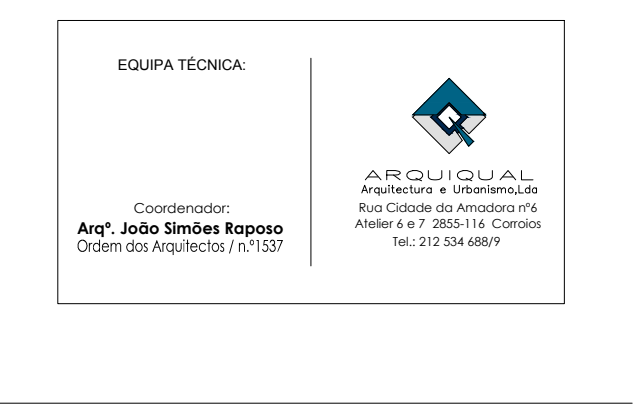 EQUIPA TÉCNICA:
Coordenador:
Arqº. João Simões Raposo
Ordem dos Arquitectos / n.º1537
ARQUIQUAL
Arquitectura e Urbanismo,Lda
Rua Cidade da Amadora nº6
Atelier 6 e 7 2855-116 Corroios
Tel.: 212 534 688/9